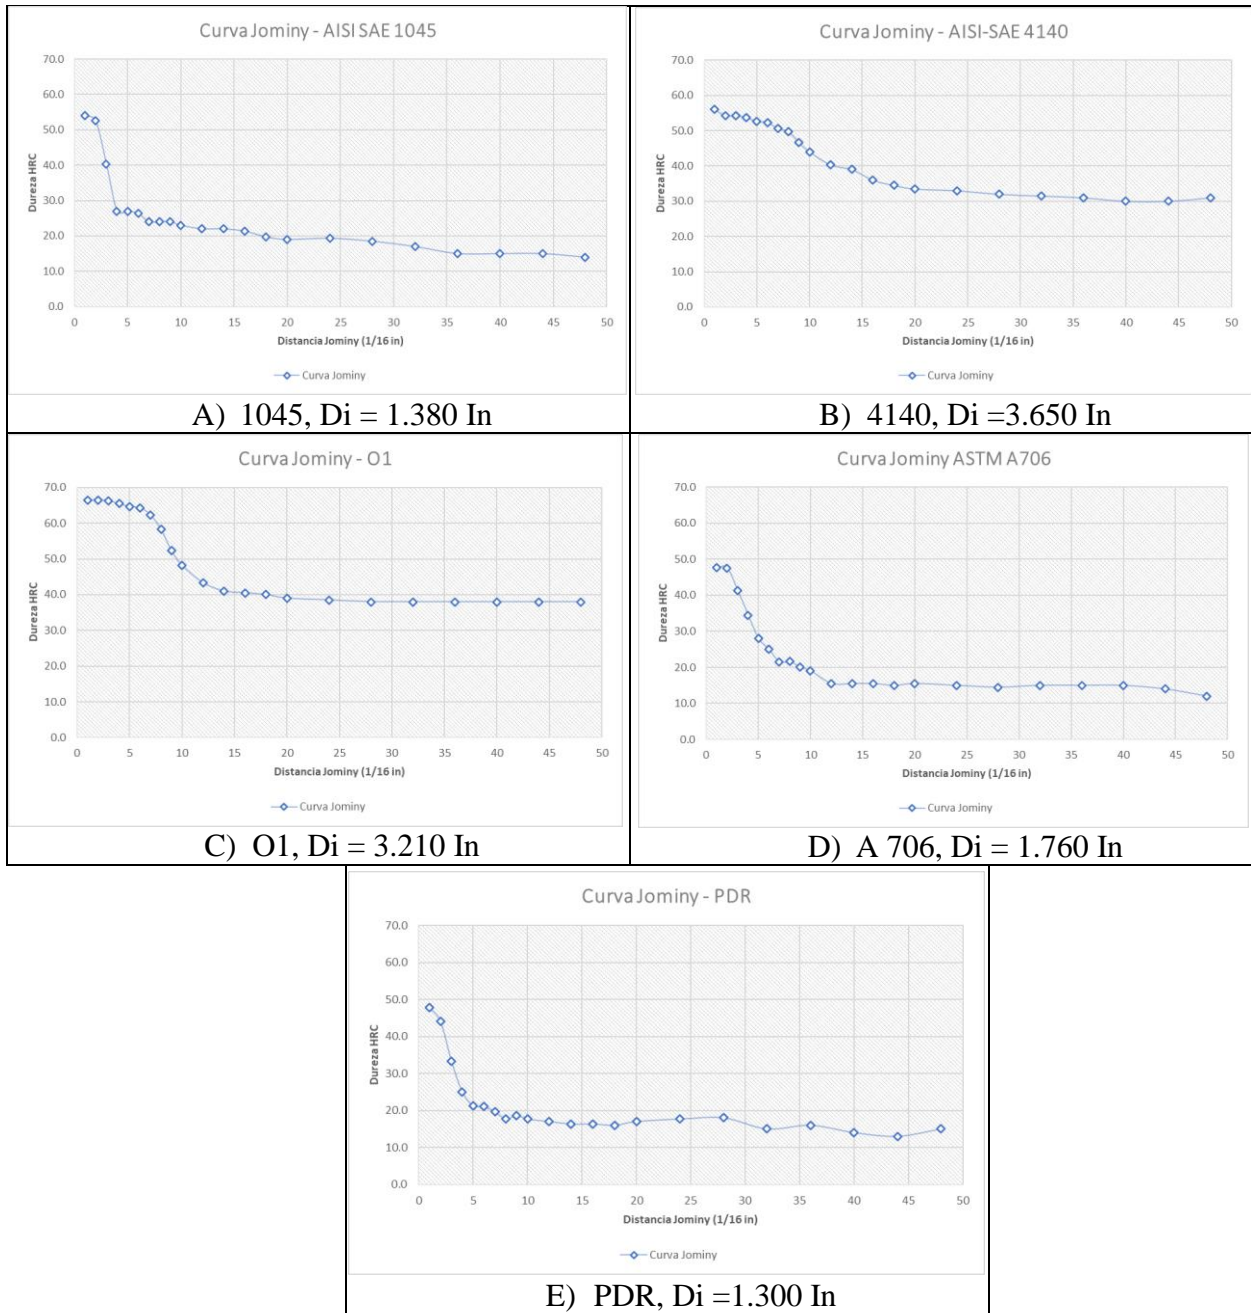 Curva Jominy - AISI SAE 1045
70.0
60.0
50.0
40.0
30.0
20.0
10.0
0.0
Dureza HRC
0 5 10 15 20 25 30 35 40 45 50
Distancia Jominy (1/16 in)
Curva Jominy
A) 1045, Di = 1.380 In
Curva Jominy - AISI-SAE 4140
70.0
60.0
50.0
40.0
30.0
20.0
10.0
0.0
Dureza HRC
0 5 10 15 20 25 30 35 40 45 50
Distancia Jominy (1/16 in)
Curva Jominy
B) 4140, Di =3.650 In
Curva Jominy - O1
70.0
60.0
50.0
40.0
30.0
20.0
10.0
0.0
Dureza HRC
0 5 10 15 20 25 30 35 40 45 50
Distancia Jominy (1/16 in)
Curva Jominy
C) O1, Di = 3.210 In
Curva Jominy ASTM A706
70.0
60.0
50.0
40.0
30.0
20.0
10.0
0.0
Dureza HRC
0 5 10 15 20 25 30 35 40 45 50
Distancia Jominy (1/16 in)
Curva Jominy
D) A 706, Di = 1.760 In
Curva Jominy - PDR
70.0
60.0
50.0
40.0
30.0
20.0
10.0
0.0
Dureza HRC
0 5 10 15 20 25 30 35 40 45 50
Distancia Jominy (1/16 in)
Curva Jominy
E) PDR, Di =1.300 In